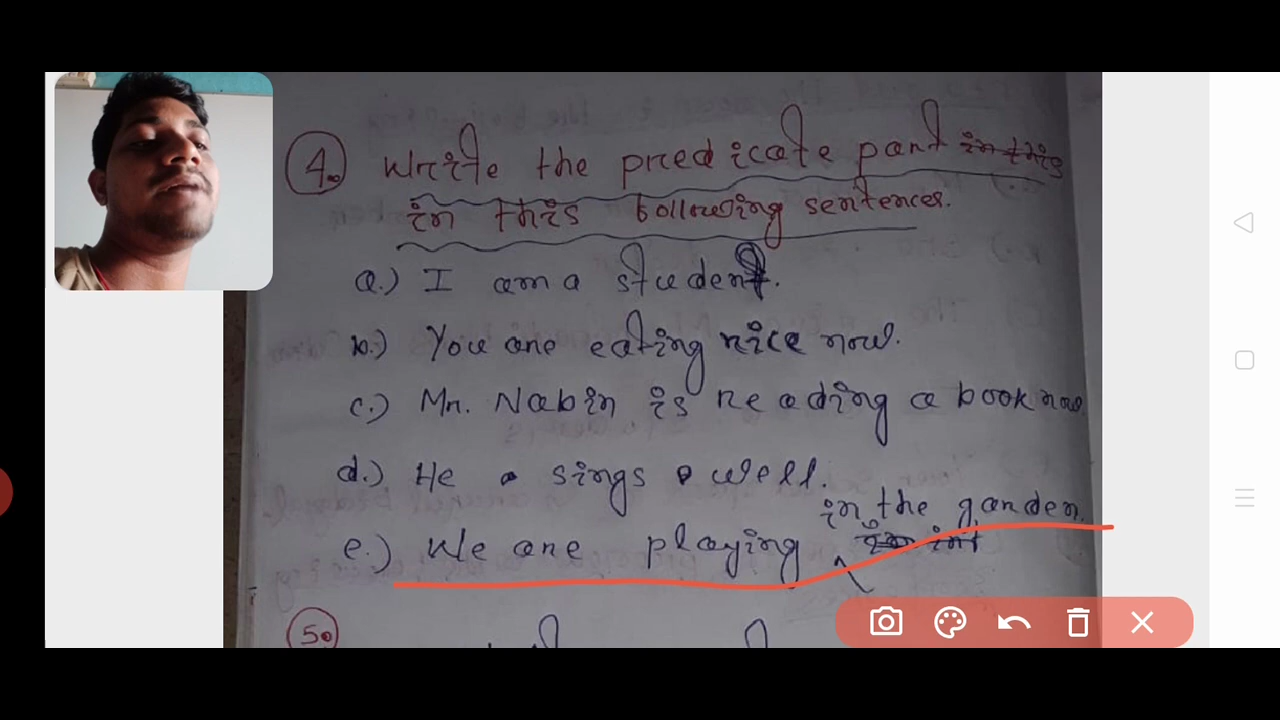 4. Write the predicate part in this
in this following sentences.
a.) I am a student.
b.) You are eating rice now.
c.) Mr. Nabin is reading a book now
d.) He sings well.
in the garden.
e.) We are playing
5.